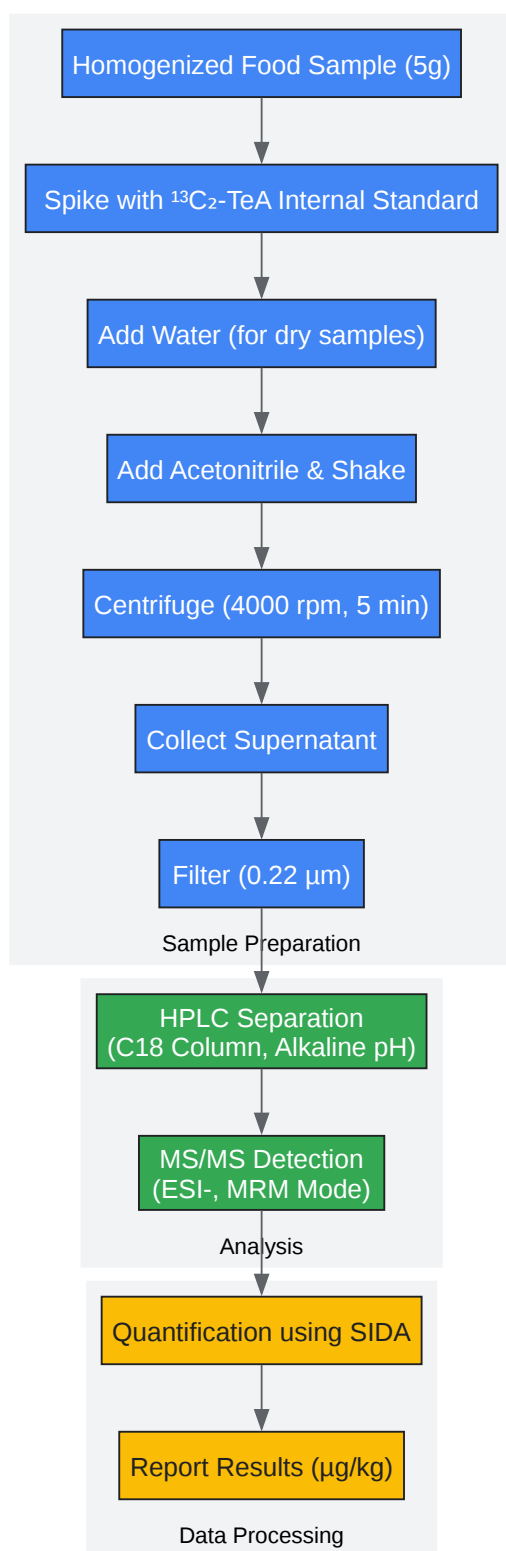 Homogenized Food Sample (5g)
Spike with ¹³C₂-TeA Internal Standard
Add Water (for dry samples)
Add Acetonitrile & Shake
Centrifuge (4000 rpm, 5 min)
Collect Supernatant
Filter (0.22 µm)
Sample Preparation
HPLC Separation
(C18 Column, Alkaline pH)
MS/MS Detection
(ESI-, MRM Mode)
Analysis
Quantification using SIDA
Report Results (µg/kg)
Data Processing